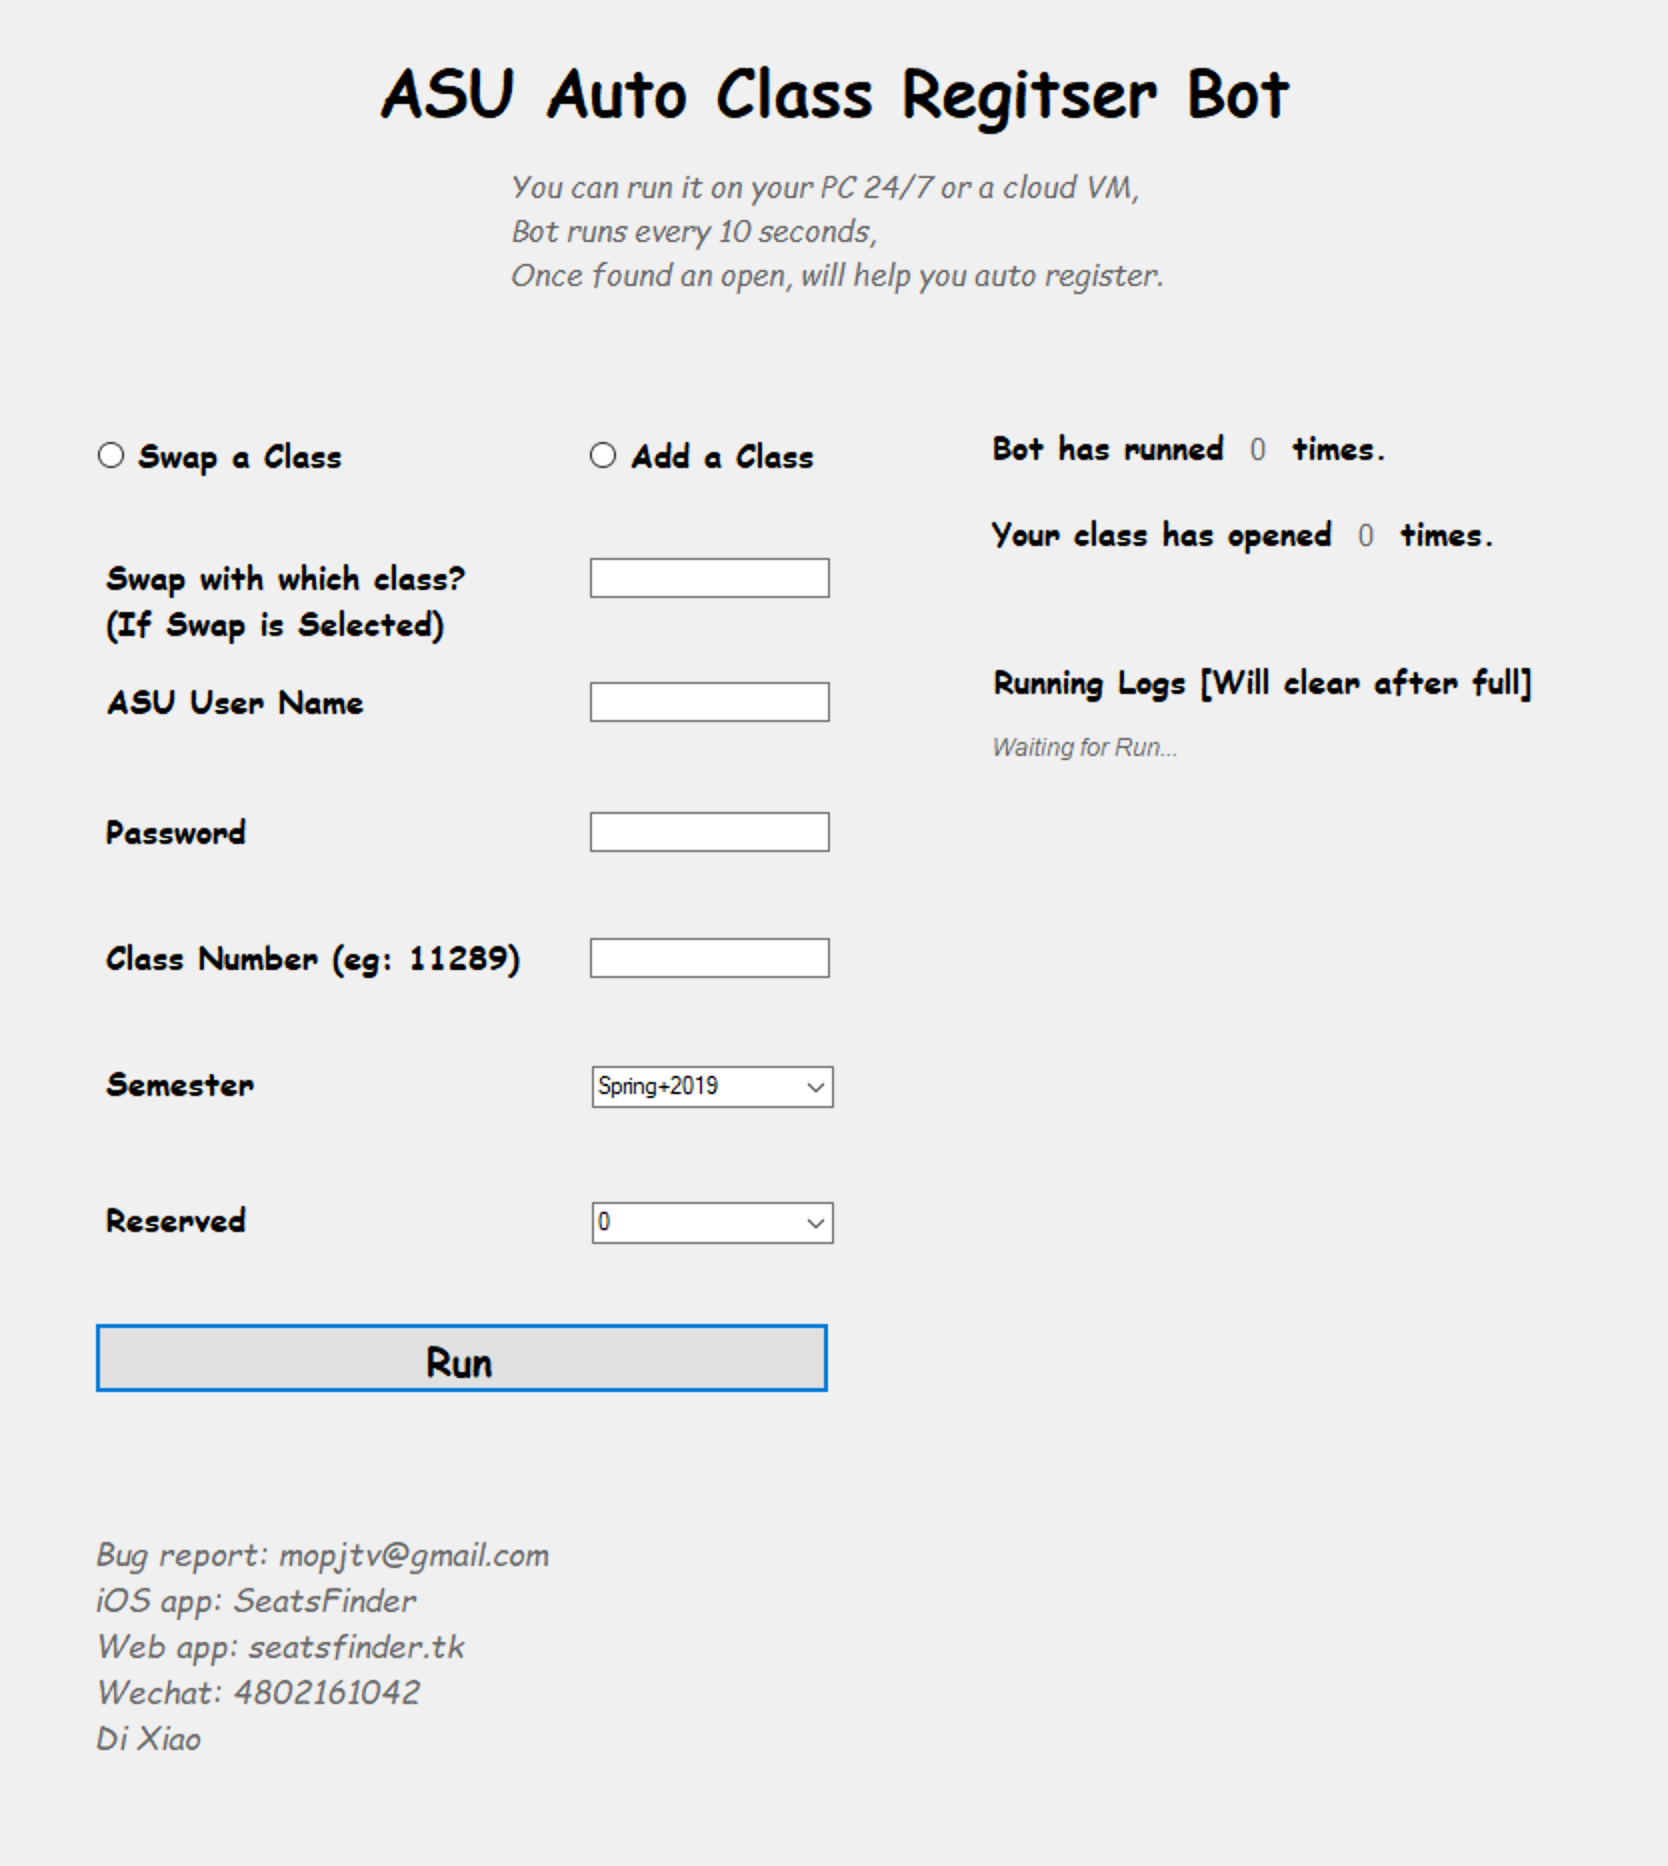 ASU Auto Class Regitser Bot
You can run it on your PC 24/7 or a cloud VM,
Bot runs every 10 seconds,
Once found an open, will help you auto register.
Swap a Class
Add a Class
Swap with which class?
(If Swap is Selected)
ASU User Name
Password
Class Number (eg: 11289)
Semester
Spring+2019
Reserved
0
Run
Bot has runned 0 times.
Your class has opened 0 times.
Running Logs [Will clear after full]
Waiting for Run...
Bug report: mopjtv@gmail.com
iOS app: SeatsFinder
Web app: seatsfinder.tk
Wechat: 4802161042
Di Xiao